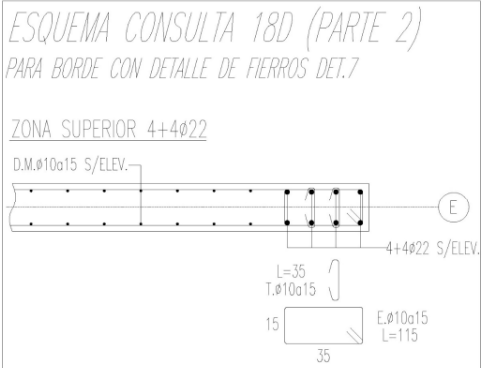 ESQUEMA CONSULTA 18D (PARTE 2)
PARA BORDE CON DETALLE DE FIERROS DET.7
ZONA SUPERIOR 4+4ø22
D.M.ø10a15 S/ELEV.
E
4+4ø22 S/ELEV.
L=35
T.ø10a15
15
E.ø10a15
L=115
35